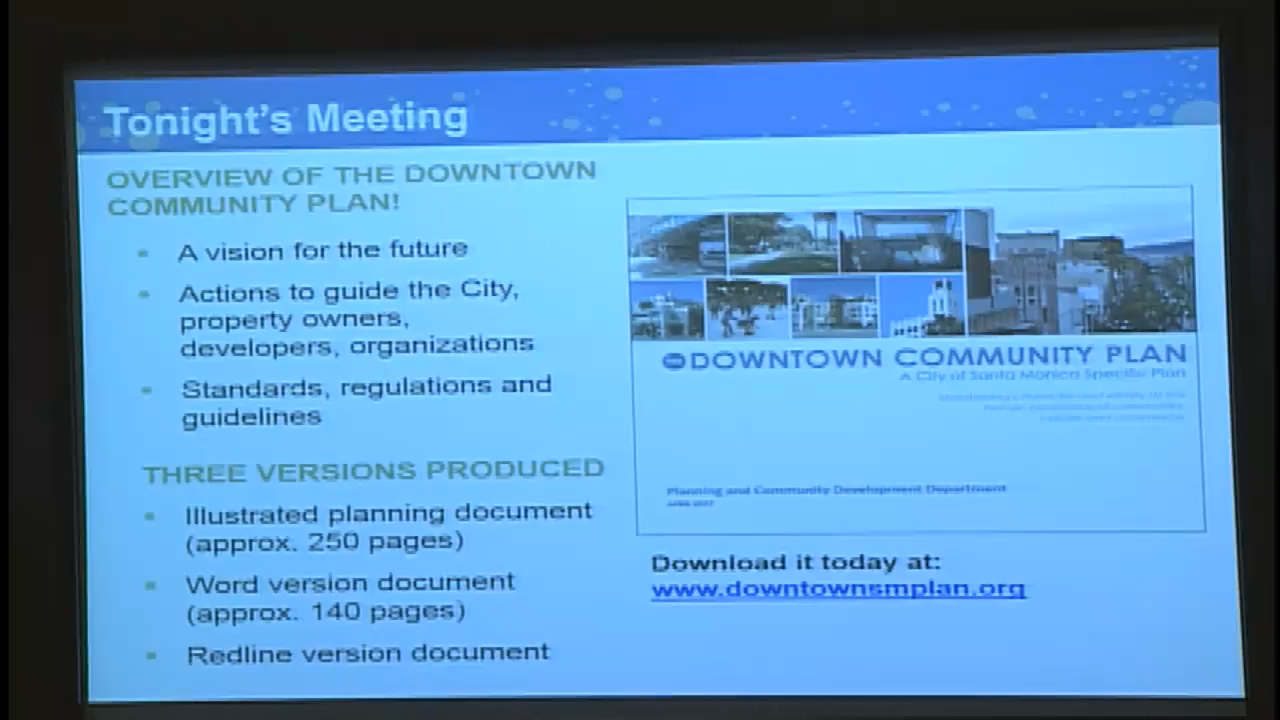 Tonight's Meeting
OVERVIEW OF THE DOWNTOWN
COMMUNITY PLAN!
A vision for the future
Actions to guide the City,
property owners,
developers, organizations
Standards, regulations and
guidelines
THREE VERSIONS PRODUCED
Illustrated planning document
(approx. 250 pages)
Word version document
(approx. 140 pages)
Redline version document
DOWNTOWN COMMUNITY PLAN
A City of Santa Monica Specific Plan
Planning and Community Development Department
Download it today at:
www.downtownsmplan.org